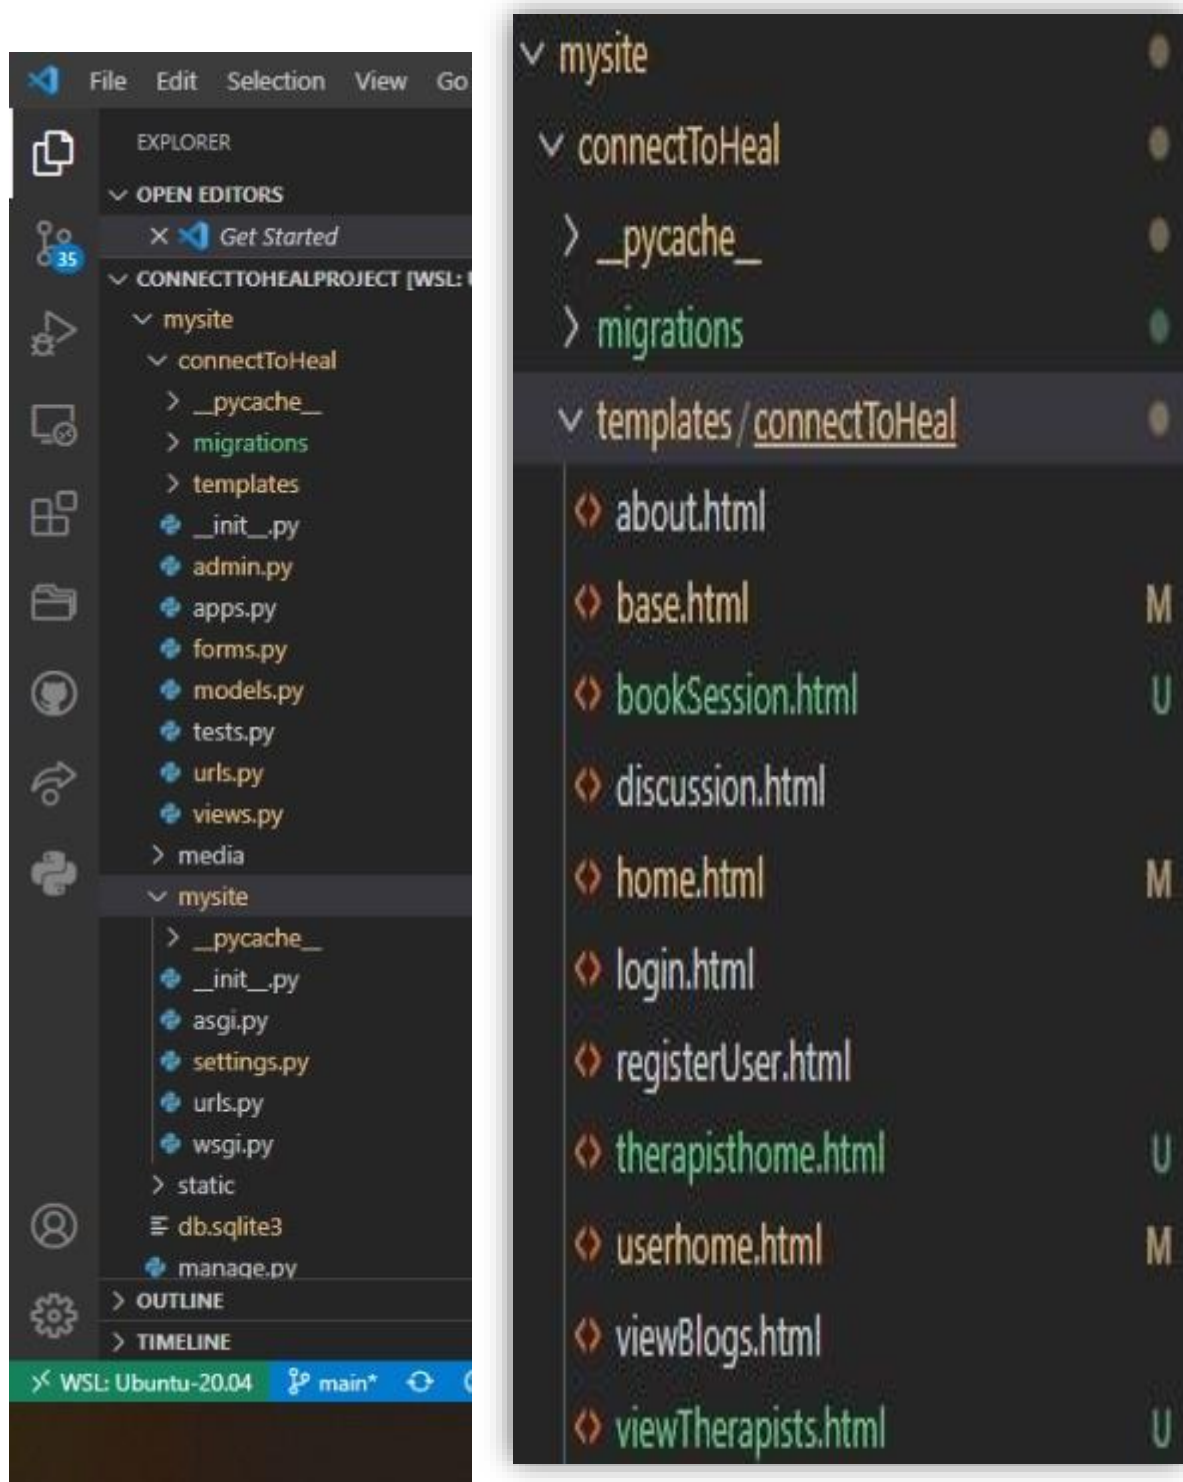 File Edit Selection View Go
EXPLORER
OPEN EDITORS
Get Started
35
CONNECTTOHEALPROJECT [WSL:
mysite
connectToHeal
__pycache__
migrations
templates
__init__.py
admin.py
apps.py
forms.py
models.py
tests.py
urls.py
views.py
media
mysite
__pycache__
__init__.py
asgi.py
settings.py
urls.py
wsgi.py
static
db.sqlite3
manage.py
OUTLINE
TIMELINE
WSL: Ubuntu-20.04 main*
mysite
connectToHeal
__pycache__
migrations
templates / connectToHeal
about.html
base.html M
bookSession.html U
discussion.html
home.html M
login.html
registerUser.html
therapisthome.html U
userhome.html M
viewBlogs.html
viewTherapists.html U